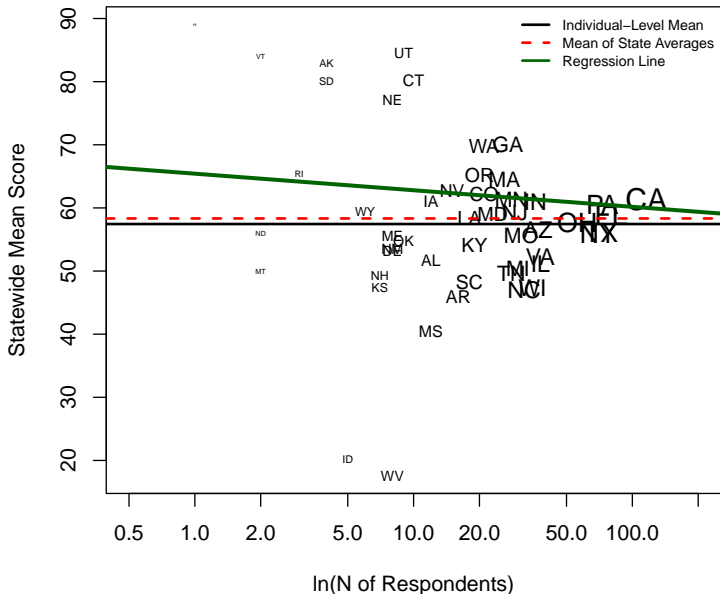 Individual-Level Mean
Mean of State Averages
Regression Line
Statewide Mean Score
90
80
70
60
50
40
30
20
VT
AK
UT
SD
CT
NE
WA
GA
RI
OR
MA
NV
CO
IA
MN
IN
PA
CA
WY
LA
MD
NJ
OH
ND
ME
OK
KY
MO
AZ
TX
DE
AL
VA
MT
NH
MI
IL
TN
KS
SC
AR
NC
WI
MS
ID
WV
0.5 1.0 2.0 5.0 10.0 20.0 50.0 100.0
ln(N of Respondents)